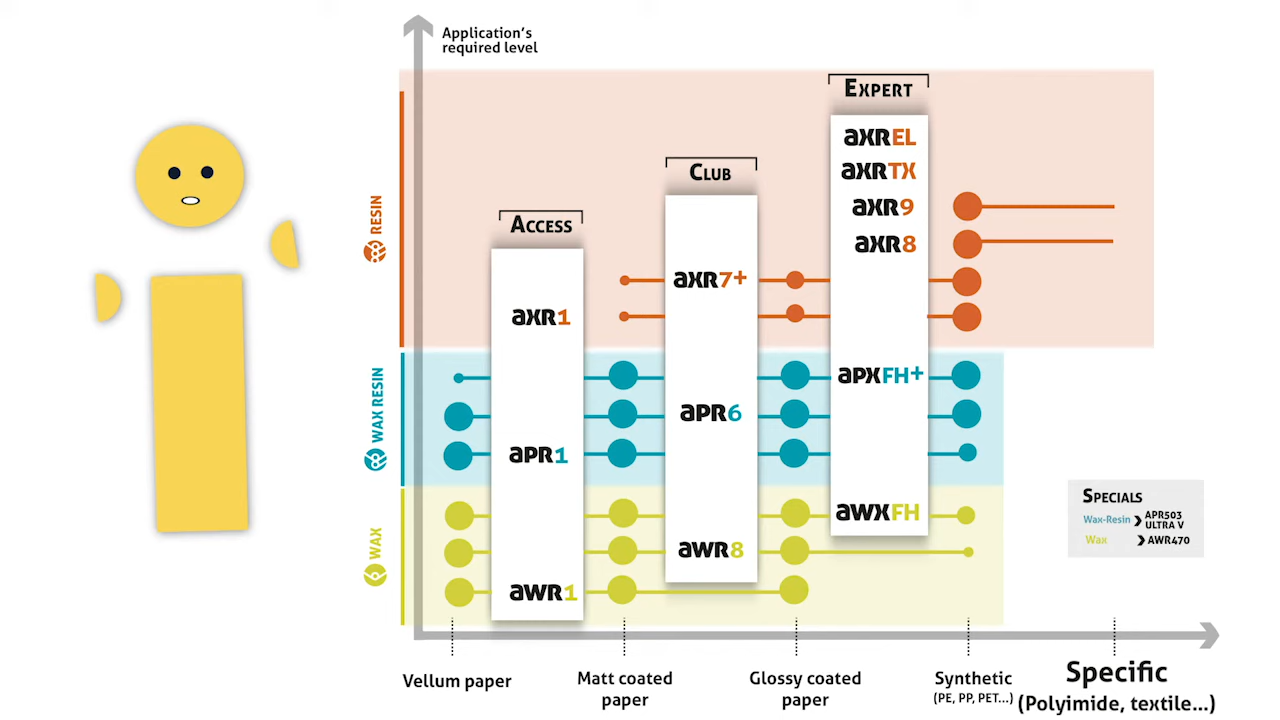 Application's
required level
EXPERT
AXREL
AXRTX
AXR9
AXR8
CLUB
AXR7+
ACCESS
AXR1
RESIN
APXFH+
APR6
APR1
WAX RESIN
AWXFH
AWR8
AWR1
WAX
SPECIALS
Wax-Resin > APR503
ULTRA V
Wax > AWR470
Vellum paper
Matt coated
paper
Glossy coated
paper
Synthetic
(PE, PP, PET...)
Specific
(Polyimide, textile...)